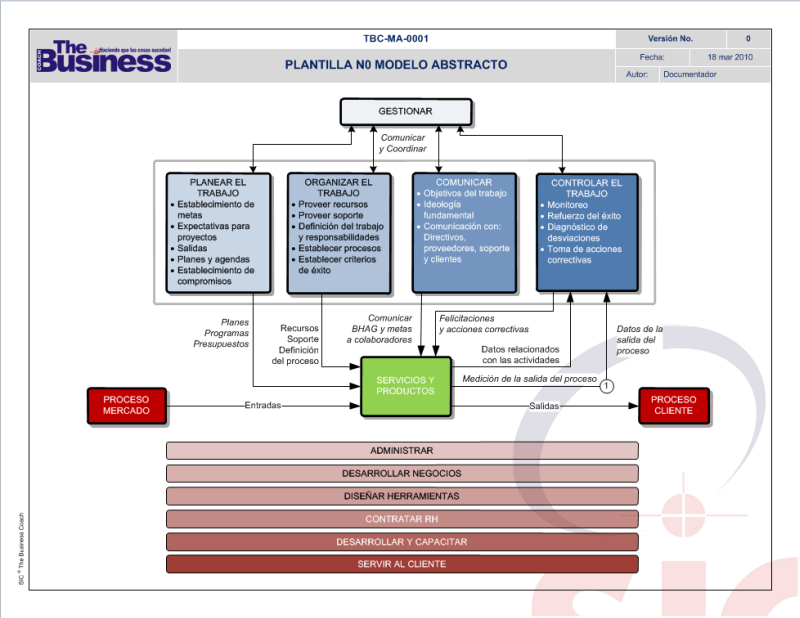 The
Haciendo que las cosas sucedan!
COACH
Business
TBC-MA-0001
PLANTILLA N0 MODELO ABSTRACTO
Versión No.
0
Fecha:
18 mar 2010
Autor:
Documentador
GESTIONAR
Comunicar
y Coordinar
PLANEAR EL
TRABAJO
• Establecimiento de
metas
• Expectativas para
proyectos
• Salidas
• Planes y agendas
• Establecimiento de
compromisos
ORGANIZAR EL
TRABAJO
• Proveer recursos
• Proveer soporte
• Definición del trabajo
y responsabilidades
• Establecer procesos
• Establecer criterios
de éxito
COMUNICAR
• Objetivos del trabajo
• Ideología
fundamental
• Comunicación con:
Directivos,
proveedores, soporte
y clientes
CONTROLAR EL
TRABAJO
• Monitoreo
• Refuerzo del éxito
• Diagnóstico de
desviaciones
• Toma de acciones
correctivas
Planes
Programas
Presupuestos
Recursos
Soporte
Definición
del proceso
Comunicar
BHAG y metas
a colaboradores
Felicitaciones
y acciones correctivas
Datos relacionados
con las actividades
Datos de la
salida del
proceso
SERVICIOS Y
PRODUCTOS
Medición de la salida del proceso
1
PROCESO
MERCADO
Entradas
Salidas
PROCESO
CLIENTE
ADMINISTRAR
DESARROLLAR NEGOCIOS
DISEÑAR HERRAMIENTAS
CONTRATAR RH
DESARROLLAR Y CAPACITAR
SERVIR AL CLIENTE
SIC ® The Business Coach
sic